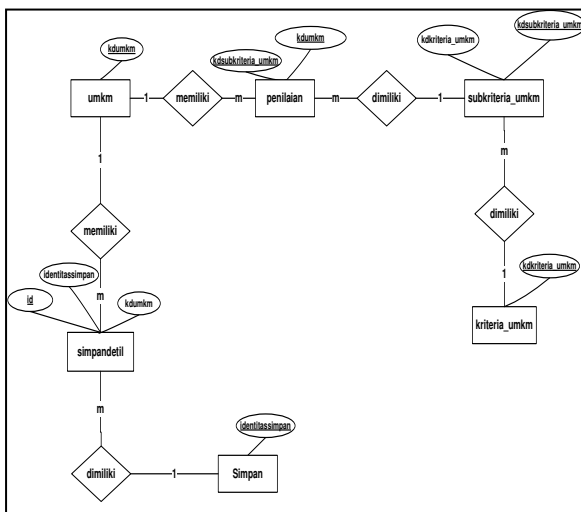 kdumkm
kdsubkriteria_umkm
kdumkm
kdkriteria_umkm
kdsubkriteria_umkm
umkm
1
memiliki
m
penilaian
m
dimiliki
1
subkriteria_umkm
1
m
memiliki
dimiliki
identitassimpan
id
m
kdumkm
1
kdkriteria_umkm
simpandetil
kriteria_umkm
m
identitassimpan
dimiliki
1
Simpan